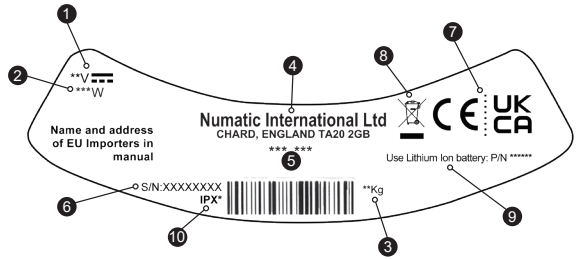 1
7
2
8
4
**V
***W
UK
CA
CE
Numatic International Ltd
CHARD, ENGLAND TA20 2GB
***_***
Name and address
of EU Importers in
manual
5
Use Lithium Ion battery: P/N ******
6
S/N:XXXXXXXX
IPX*
**Kg
9
10
3